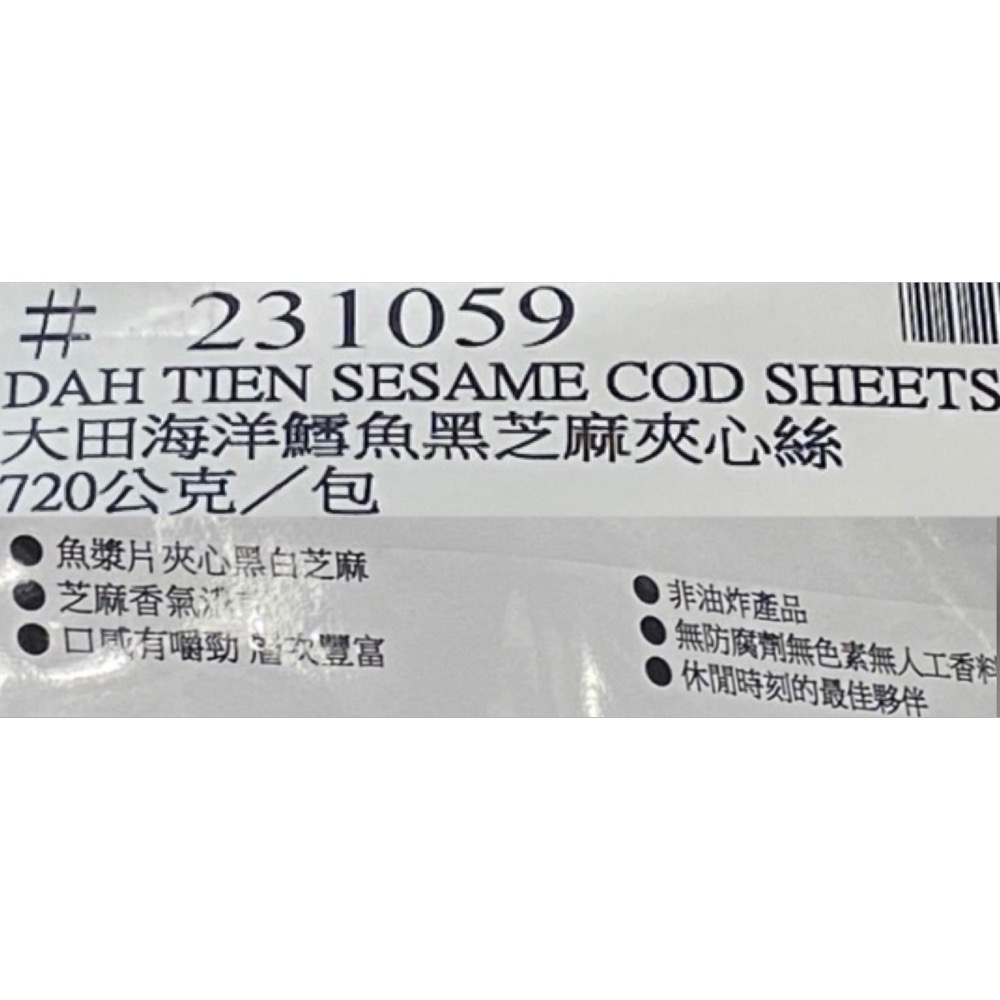 # 231059
DAH TIEN SESAME COD SHEETS
大田海洋鱈魚黑芝麻夾心絲
720公克／包
● 魚漿片夾心黑白芝麻
● 芝麻香氣
● 口感有嚼勁 層次豐富
● 非油炸產品
● 無防腐劑無色素無人工香料
● 休閒時刻的最佳夥伴